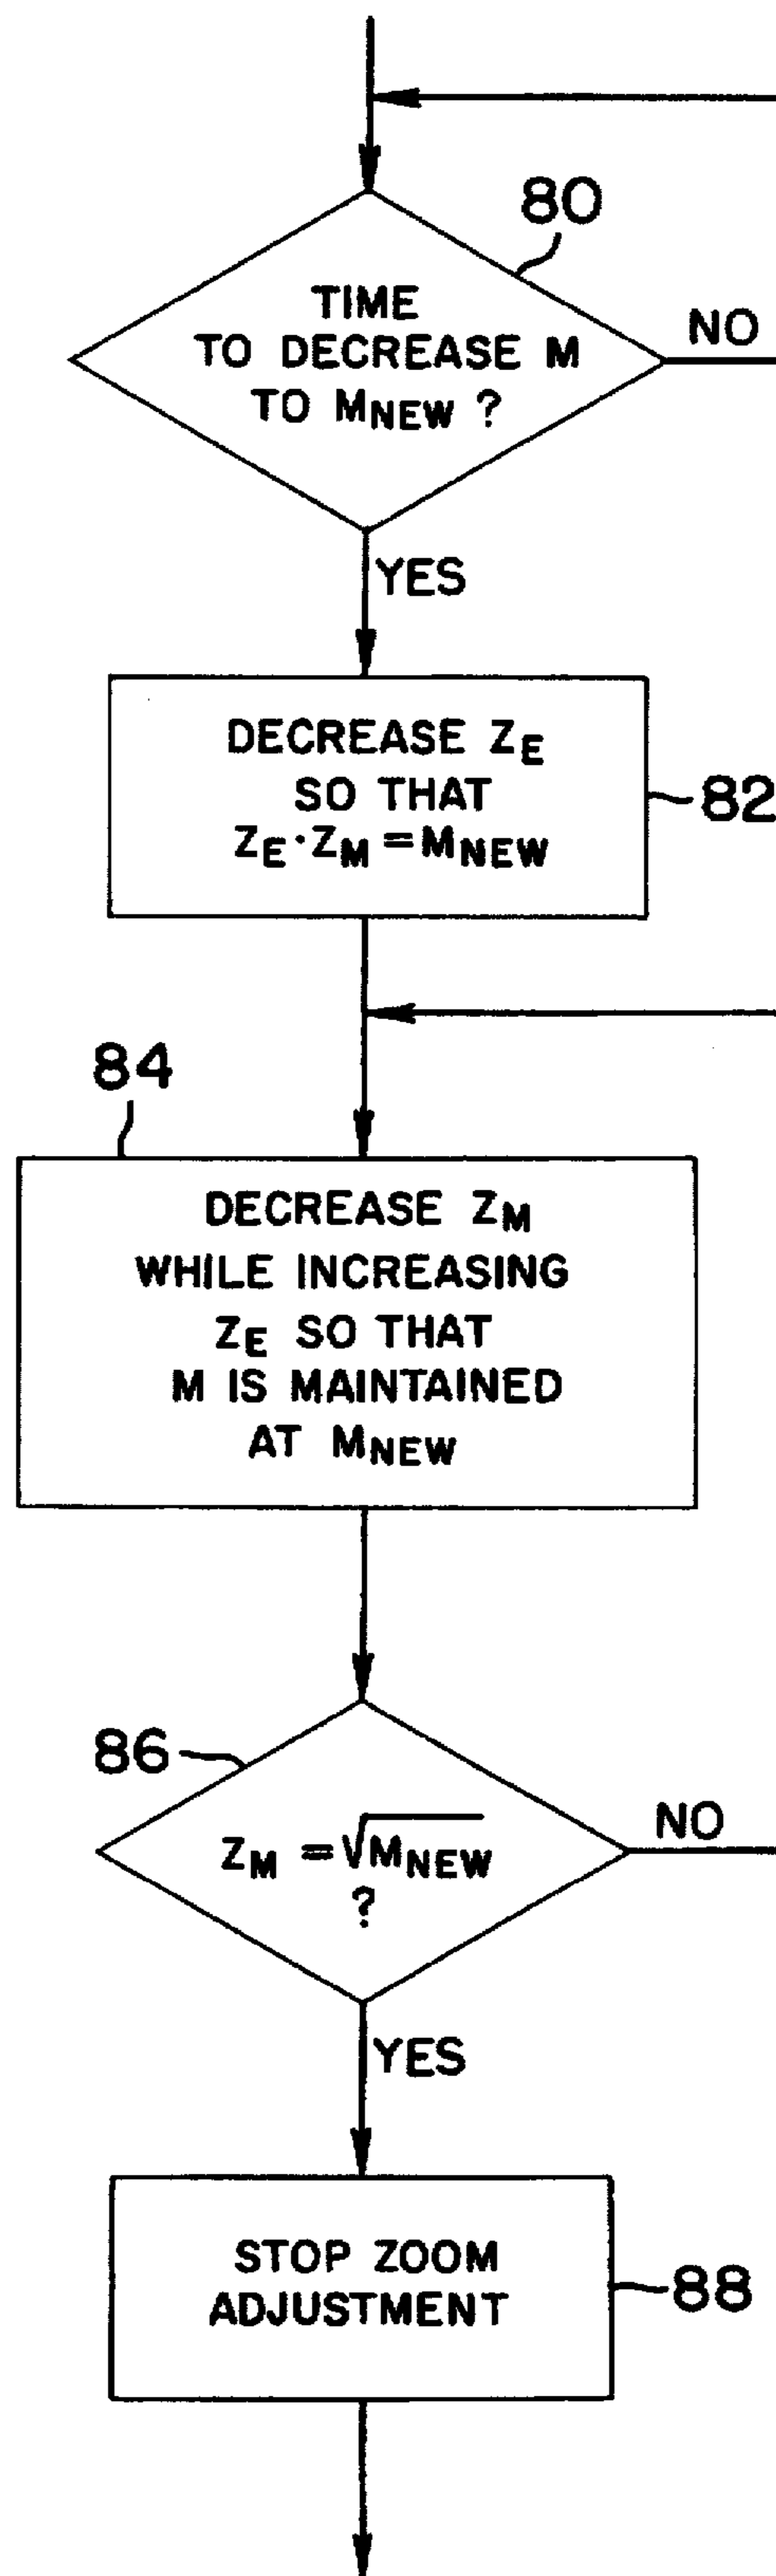 80
TIME
TO DECREASE M
TO MNEW ?
NO
YES
DECREASE ZE
SO THAT
ZE·ZM = MNEW
82
84
DECREASE ZM
WHILE INCREASING
ZE SO THAT
M IS MAINTAINED
AT MNEW
86
ZM = √MNEW
?
NO
YES
STOP ZOOM
ADJUSTMENT
88